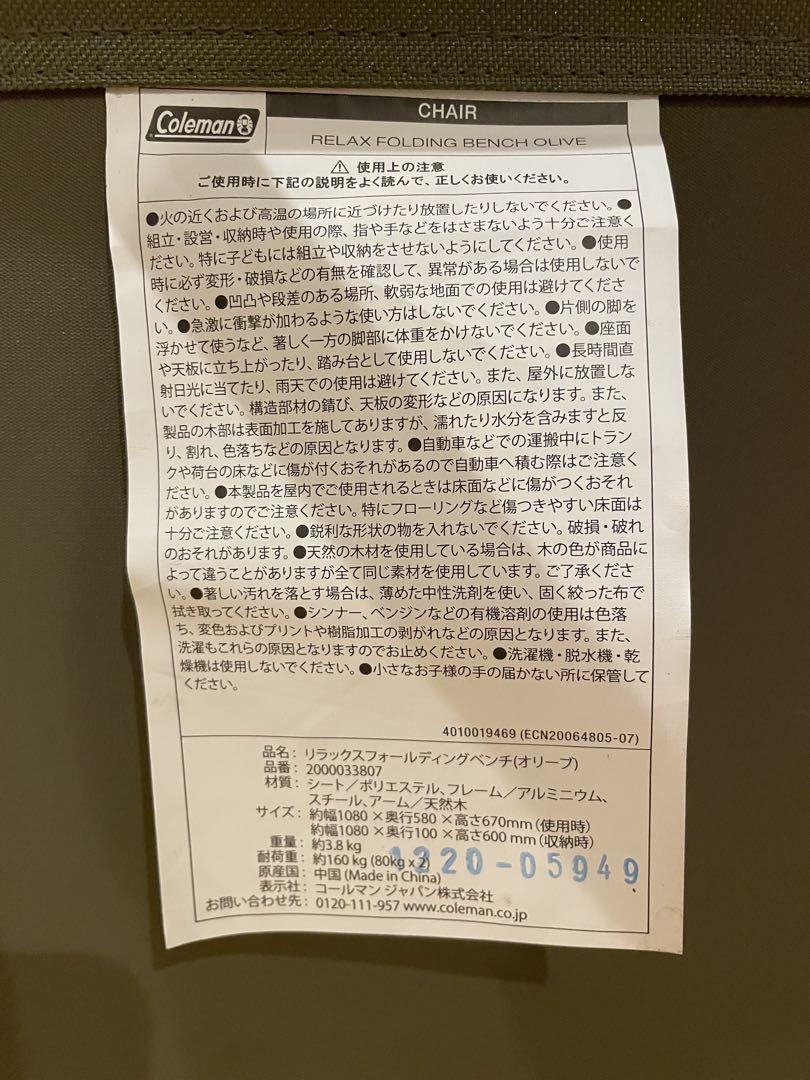 Coleman
CHAIR
RELAX FOLDING BENCH OLIVE
⚠ 使用上の注意
ご使用時に下記の説明をよく読んで、正しくお使いください。
●火の近くおよび高温の場所に近づけたり放置したりしないでください。●
組立・設営・収納時や使用の際、指や手などをはさまないよう十分ご注意く
ださい。特に子どもには組立や収納をさせないようにしてください。●使用
時に必ず変形・破損などの有無を確認して、異常がある場合は使用しないで
ください。●凹凸や段差のある場所、軟弱な地面での使用は避けてくださ
い。●急激に衝撃が加わるような使い方はしないでください。●片側の脚を
浮かせて使うなど、著しく一方の脚部に体重をかけないでください。●座面
や天板に立ち上がったり、踏み台として使用しないでください。●長時間直
射日光に当てたり、雨天での使用は避けてください。また、屋外に放置しな
いでください。構造部材の錆び、天板の変形などの原因になります。また、
製品の木部は表面加工を施してありますが、濡れたり水分を含みますと反
り、割れ、色落ちなどの原因となります。●自動車などでの運搬中にトラン
クや荷台の床などに傷が付くおそれがあるので自動車へ積む際はご注意く
ださい。●本製品を屋内でご使用されるときは床面などに傷がつくおそれ
がありますのでご注意ください。特にフローリングなど傷つきやすい床面は
十分ご注意ください。●鋭利な形状の物を入れないでください。破損・破れ
のおそれがあります。●天然の木材を使用している場合は、木の色が商品に
よって違うことがありますが全て同じ素材を使用しています。ご了承くださ
い。●著しい汚れを落とす場合は、薄めた中性洗剤を使い、固く絞った布で
拭き取ってください。●シンナー、ベンジンなどの有機溶剤の使用は色落
ち、変色およびプリントや樹脂加工の剥がれなどの原因となります。また、
洗濯もこれらの原因となりますのでお止めください。●洗濯機・脱水機・乾
燥機は使用しないでください。●小さなお子様の手の届かない所に保管して
ください。
4010019469 (ECN20064805-07)
品名：リラックスフォールディングベンチ(オリーブ)
品番：2000033807
材質：シート／ポリエステル、フレーム／アルミニウム、
スチール、アーム／天然木
サイズ：約幅1080×奥行580×高さ670mm(使用時)
約幅1080×奥行100×高さ600mm(収納時)
重量：約3.8kg
耐荷重：約160kg(80kg×2)
1320-05949
原産国：中国(Made in China)
表示社：コールマン ジャパン株式会社
お問い合わせ先：0120-111-957 www.coleman.co.jp